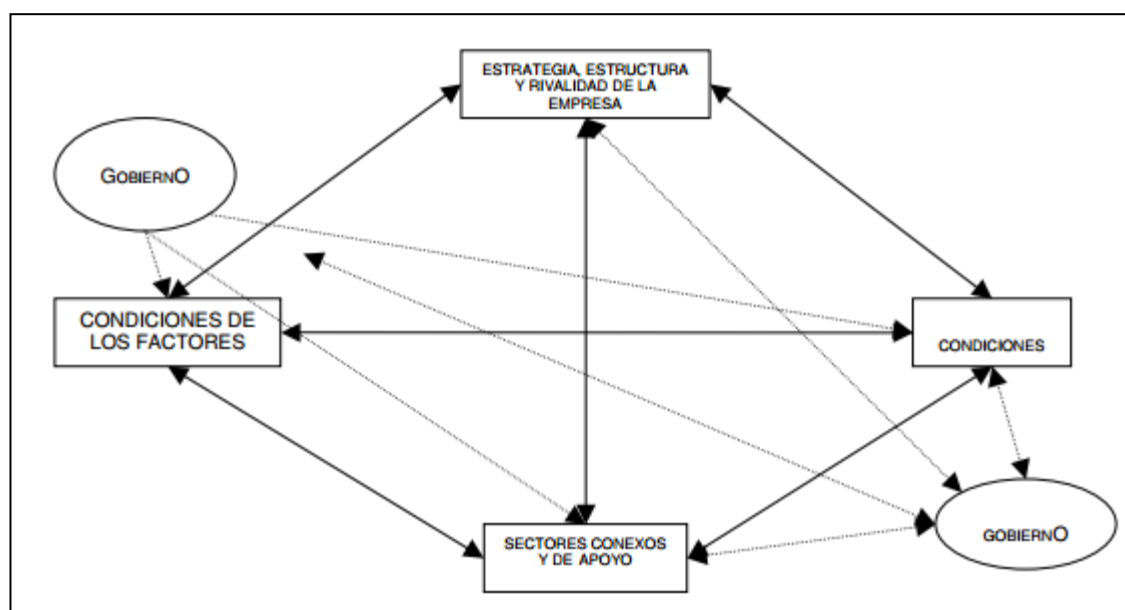 ESTRATEGIA, ESTRUCTURA
Y RIVALIDAD DE LA
EMPRESA
GOBIERNO
CONDICIONES DE
LOS FACTORES
CONDICIONES
SECTORES CONEXOS
Y DE APOYO
GOBIERNO